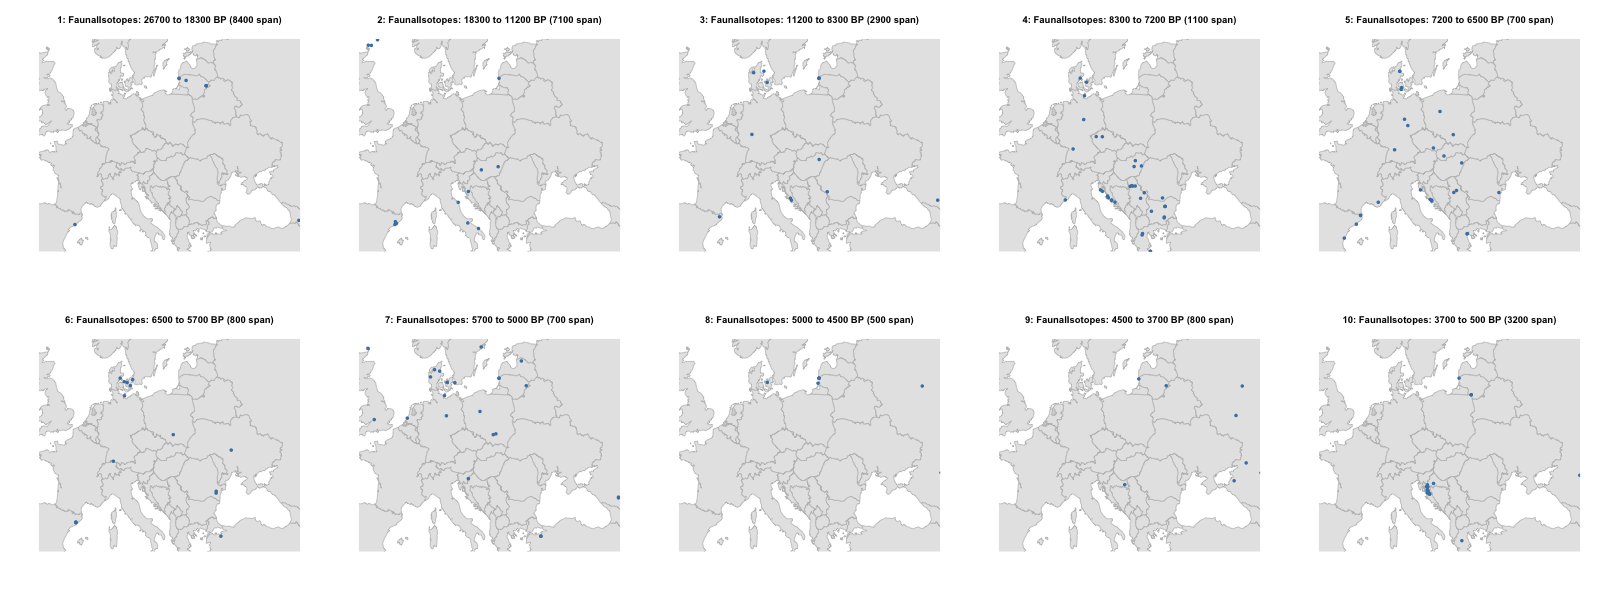 1: FaunalIsotopes: 26700 to 18300 BP (8400 span)
2: FaunalIsotopes: 18300 to 11200 BP (7100 span)
3: FaunalIsotopes: 11200 to 8300 BP (2900 span)
4: FaunalIsotopes: 8300 to 7200 BP (1100 span)
5: FaunalIsotopes: 7200 to 6500 BP (700 span)
6: FaunalIsotopes: 6500 to 5700 BP (800 span)
7: FaunalIsotopes: 5700 to 5000 BP (700 span)
8: FaunalIsotopes: 5000 to 4500 BP (500 span)
9: FaunalIsotopes: 4500 to 3700 BP (800 span)
10: FaunalIsotopes: 3700 to 500 BP (3200 span)